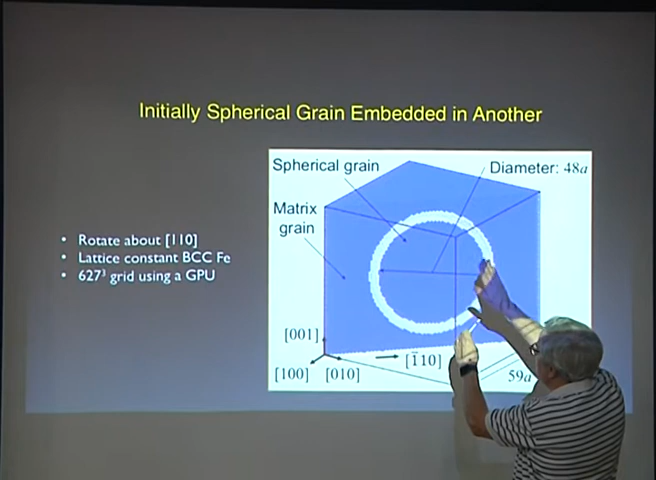 Initially Spherical Grain Embedded in Another
• Rotate about [110]
• Lattice constant BCC Fe
• 627³ grid using a GPU
Spherical grain
Diameter: 48a
Matrix
grain
[001]
[100]
[010]
[1̅10]
59a